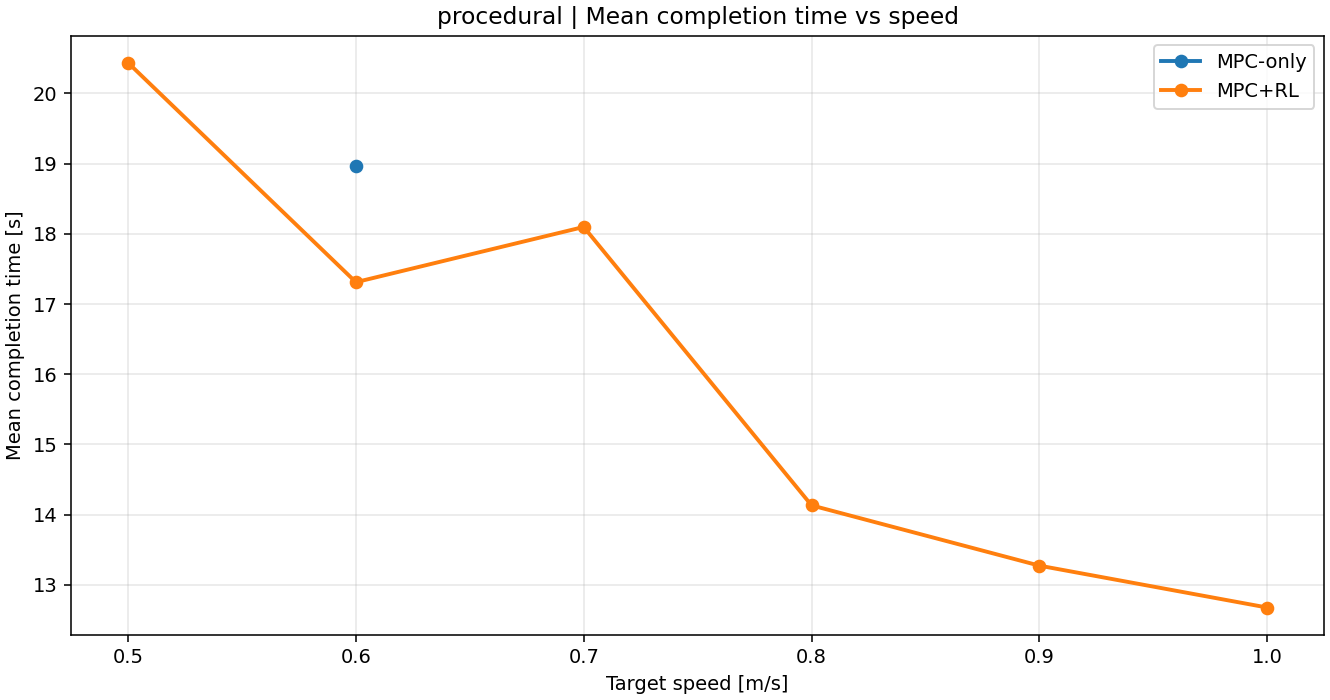 procedural | Mean completion time vs speed
MPC-only
MPC+RL
Mean completion time [s]
20
19
18
17
16
15
14
13
0.5 0.6 0.7 0.8 0.9 1.0
Target speed [m/s]